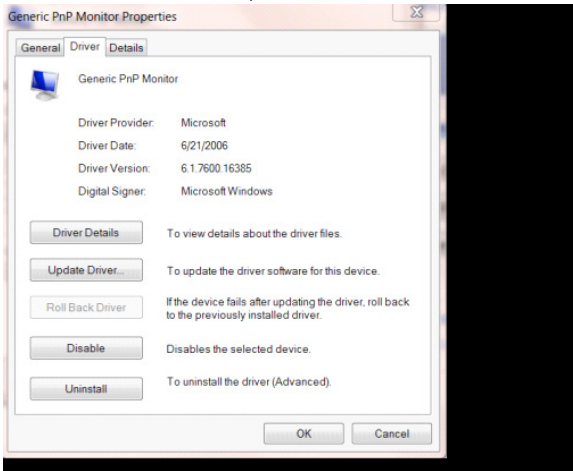 Generic PnP Monitor Properties
General Driver Details
Generic PnP Monitor
Driver Provider: Microsoft
Driver Date: 6/21/2006
Driver Version: 6.1.7600.16385
Digital Signer: Microsoft Windows
Driver Details To view details about the driver files.
Update Driver... To update the driver software for this device.
Roll Back Driver If the device fails after updating the driver, roll back
to the previously installed driver.
Disable Disables the selected device.
Uninstall To uninstall the driver (Advanced).
OK Cancel